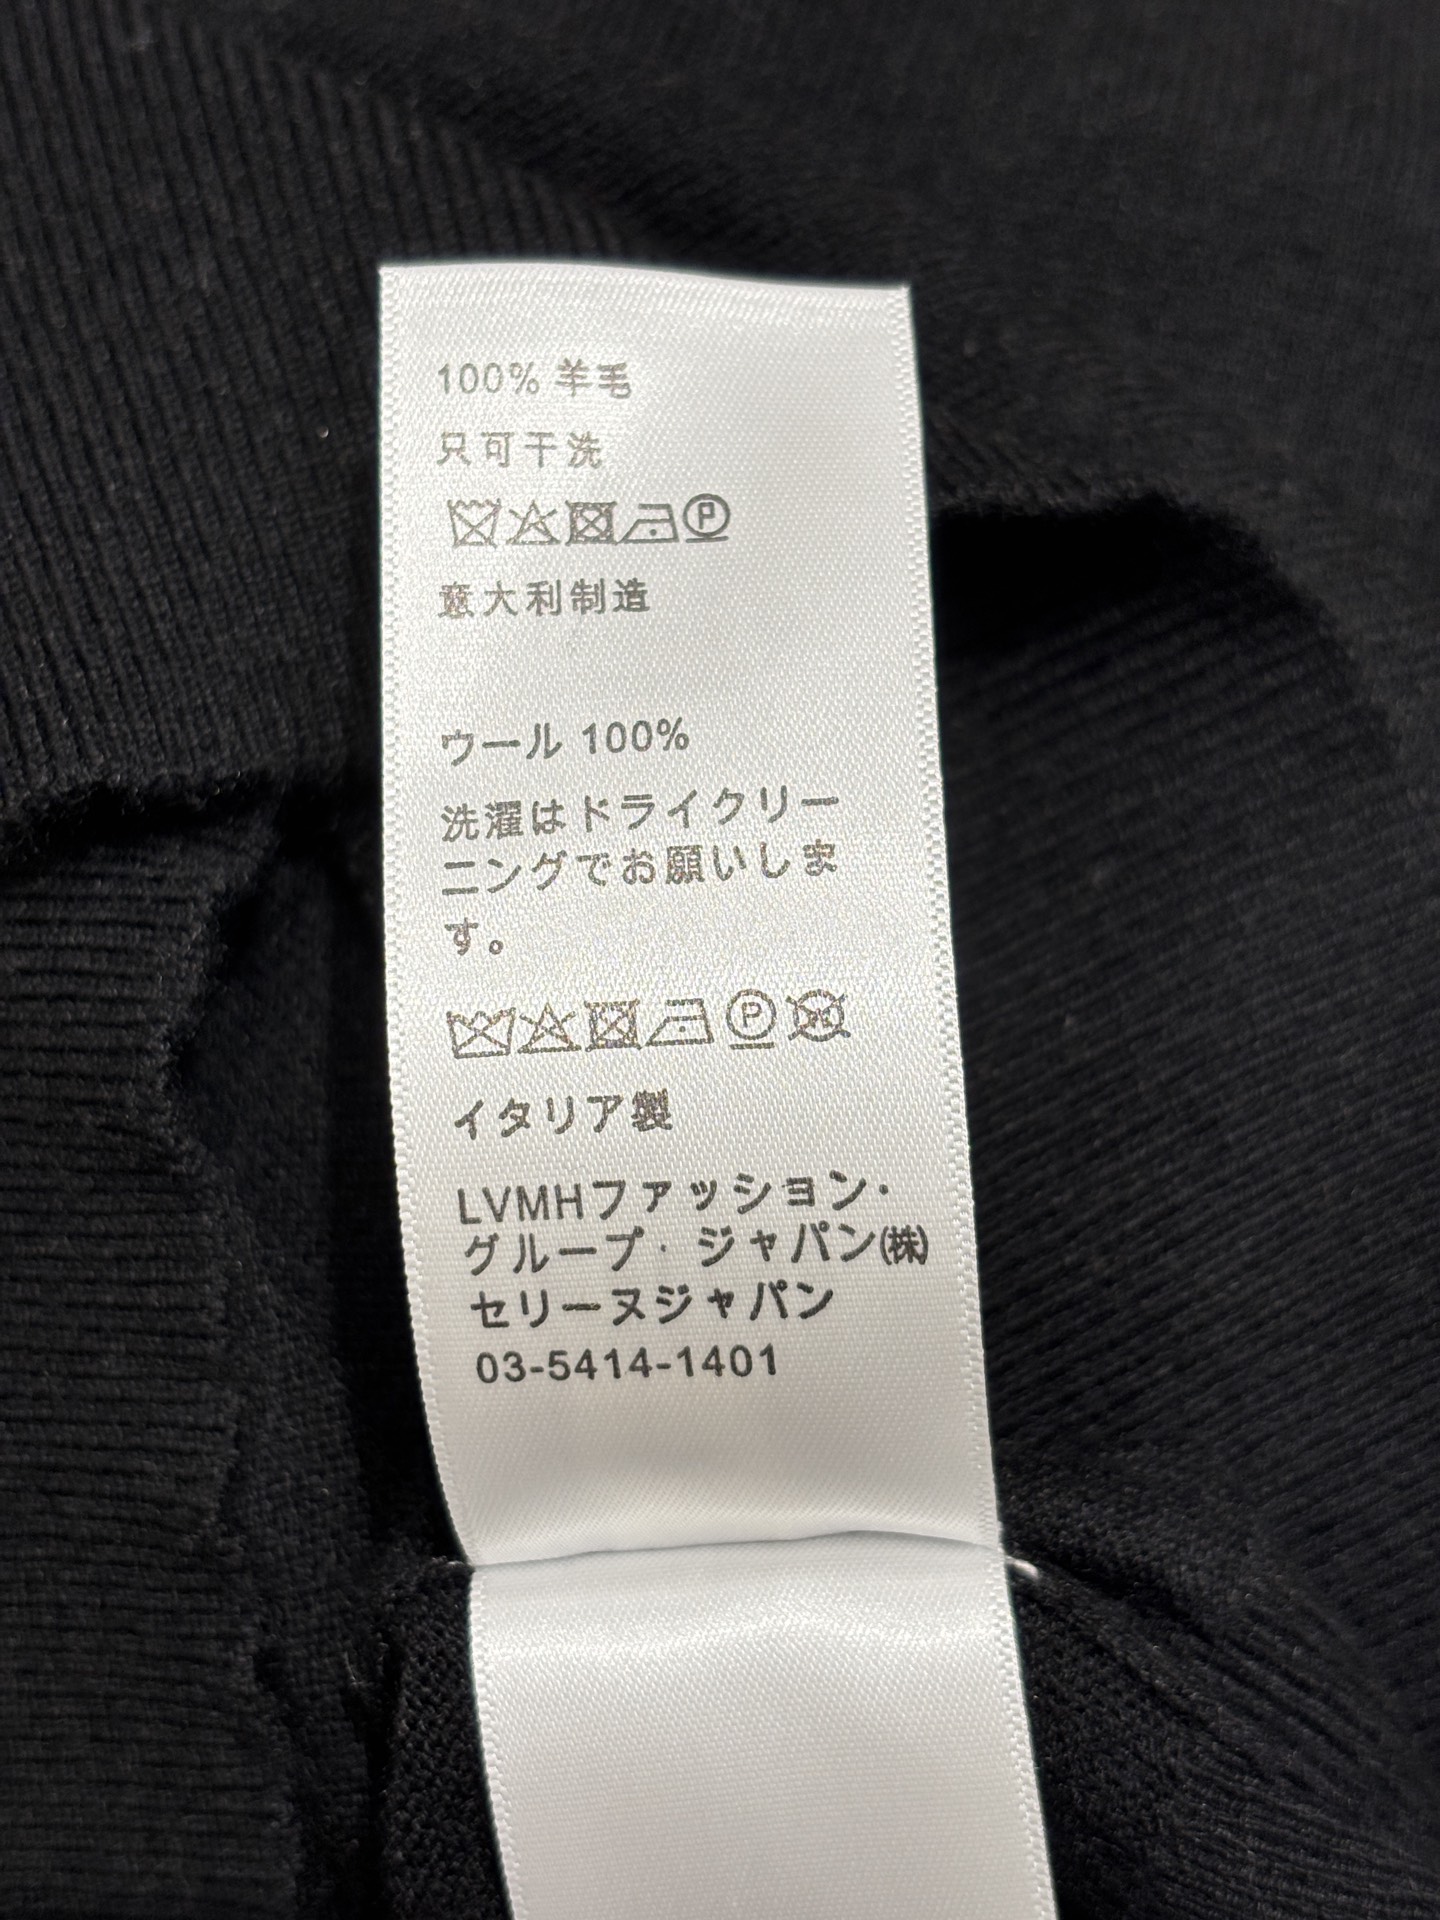 100% 羊毛
只可干洗
P
意大利制造
ウール 100%
洗濯はドライクリー
ニングでお願いしま
す。
P
イタリア製
LVMHファッション・
グループ・ジャパン(株)
セリーヌジャパン
03-5414-1401